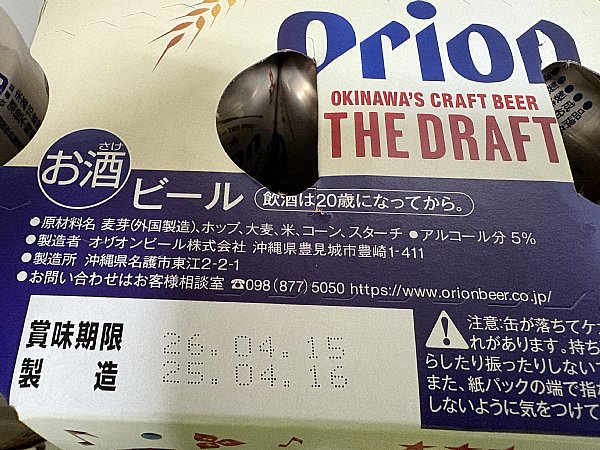 Orion
OKINAWA'S CRAFT BEER
THE DRAFT
さけ
お酒
ビール
飲酒は20歳になってから。
●原材料名 麦芽(外国製造)、ホップ、大麦、米、コーン、スターチ ●アルコール分 5%
●製造者 オリオンビール株式会社 沖縄県豊見城市豊崎1-411
●製造所 沖縄県名護市東江2-2-1
●お問い合わせはお客様相談室 ☎098(877)5050 https://www.orionbeer.co.jp/
賞味期限 26.04.15
製造 25.04.16
注意:缶が落ちてケ
れがあります。持ち
らしたり振ったりしない
また、紙パックの端で指
しないように気をつけて